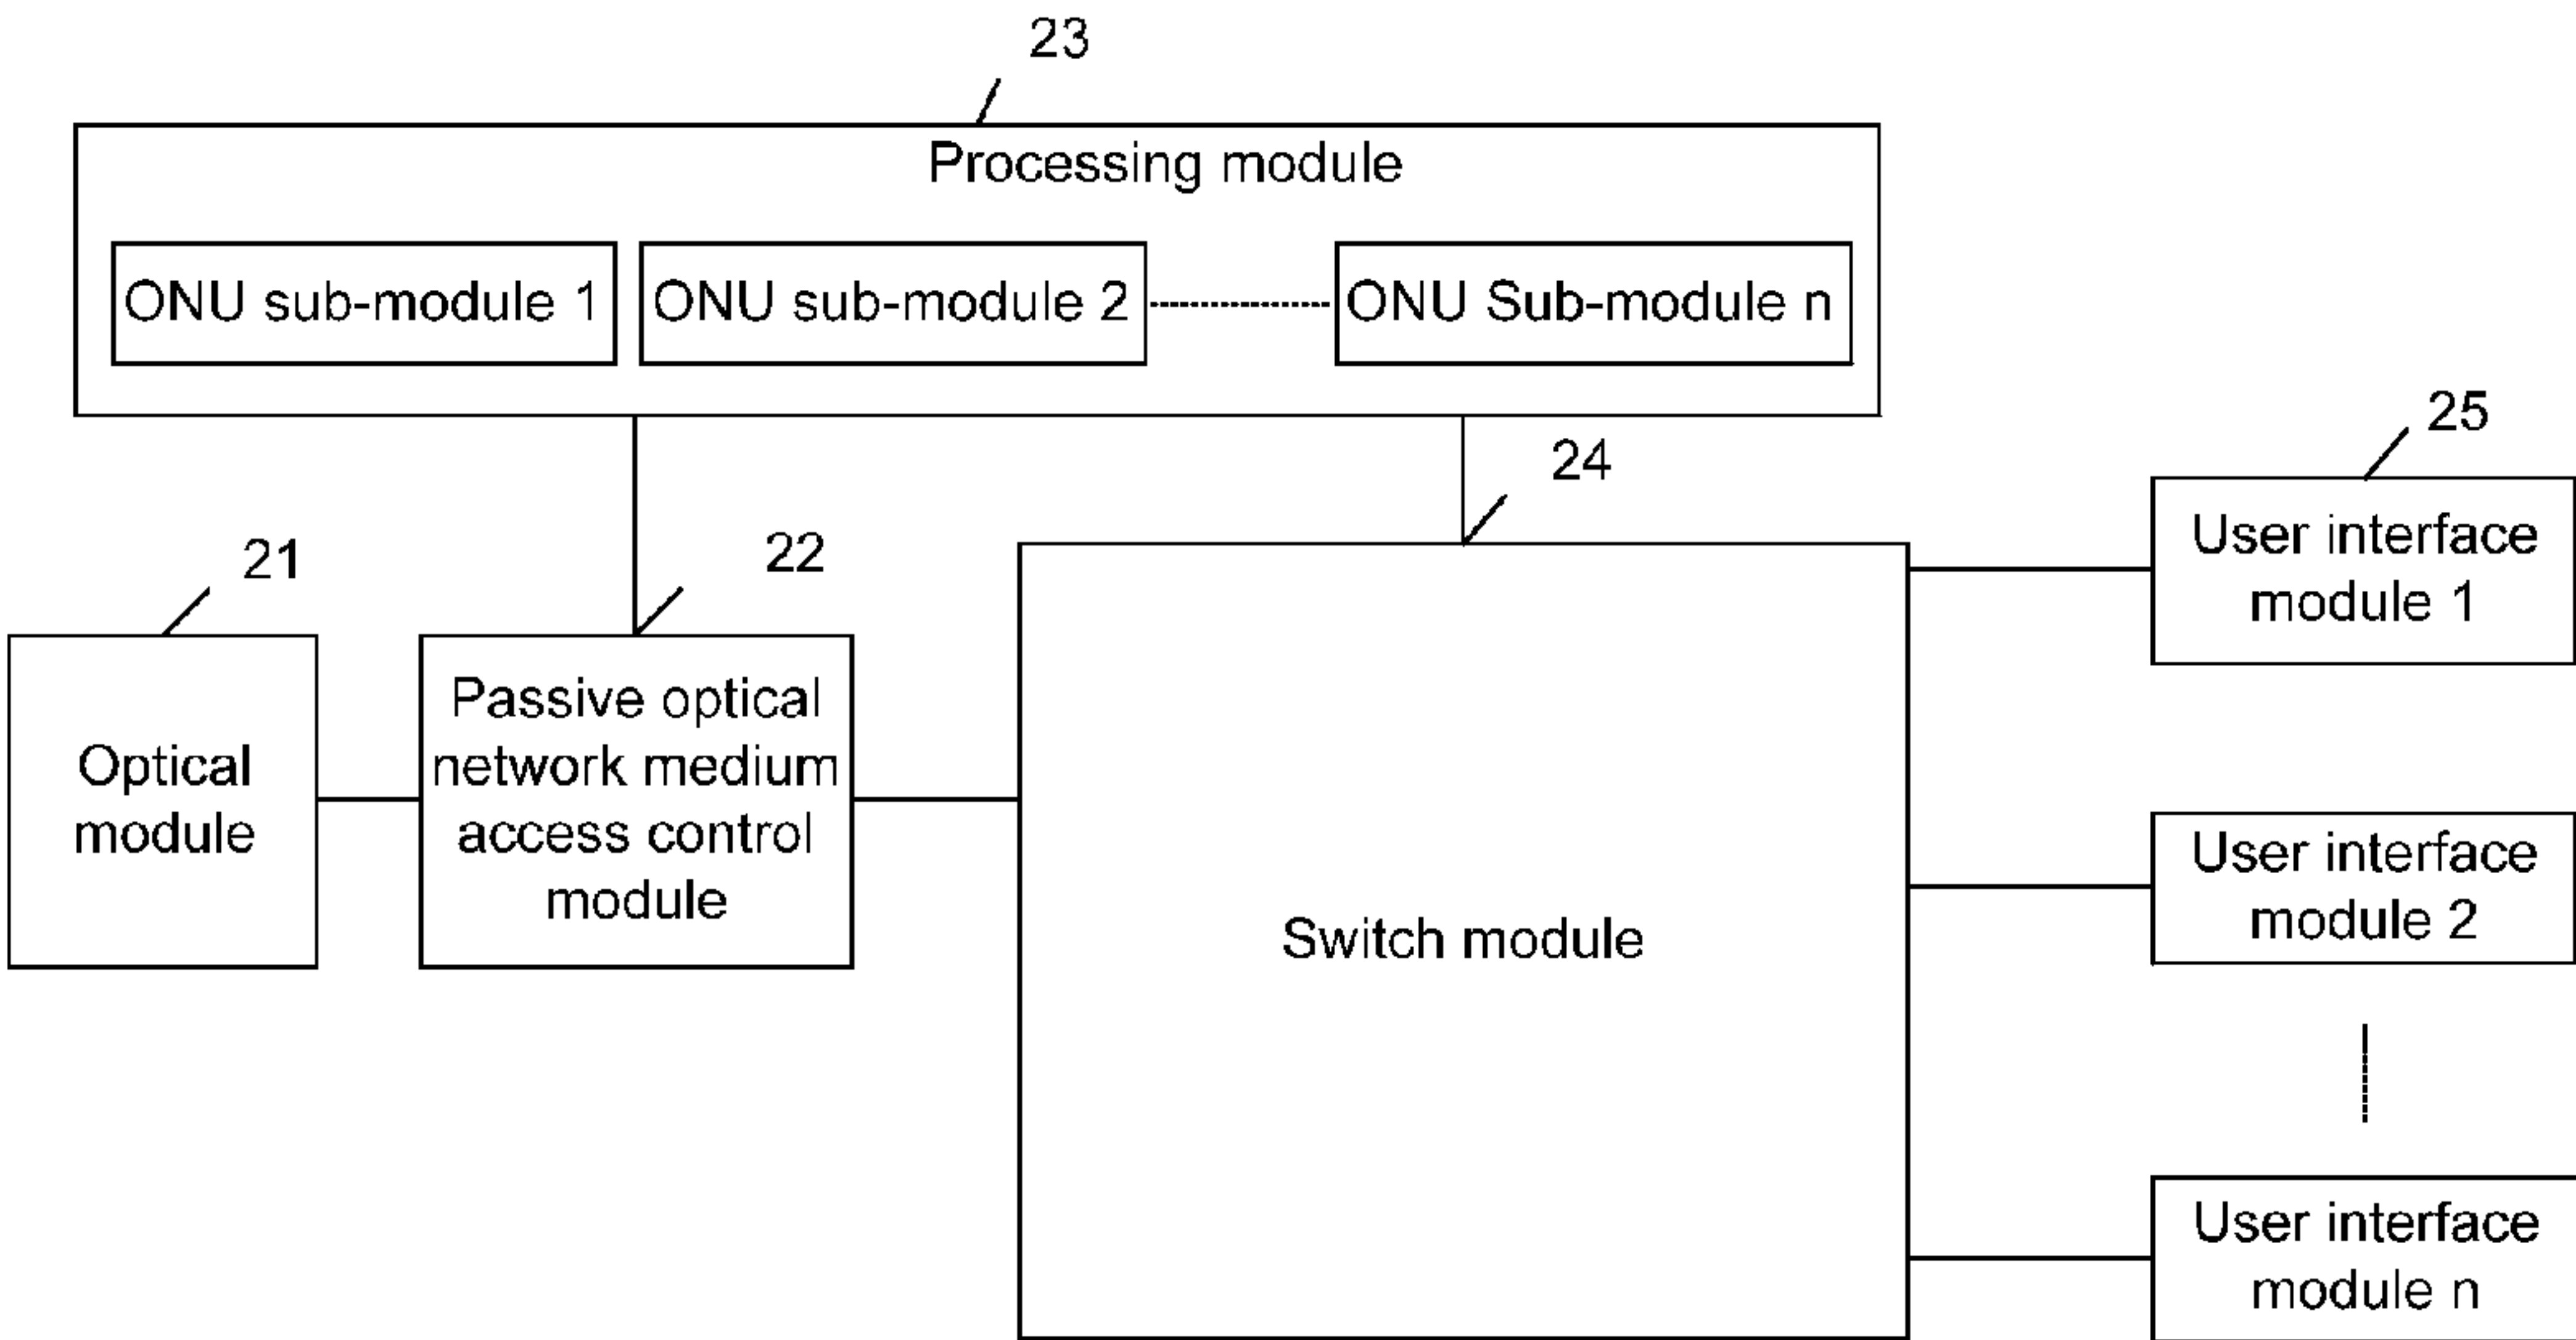 23
Processing module
ONU sub-module 1
ONU sub-module 2
ONU Sub-module n
25
24
User interface
module 1
21
22
Optical
module
Passive optical
network medium
access control
module
Switch module
User interface
module 2
User interface
module n